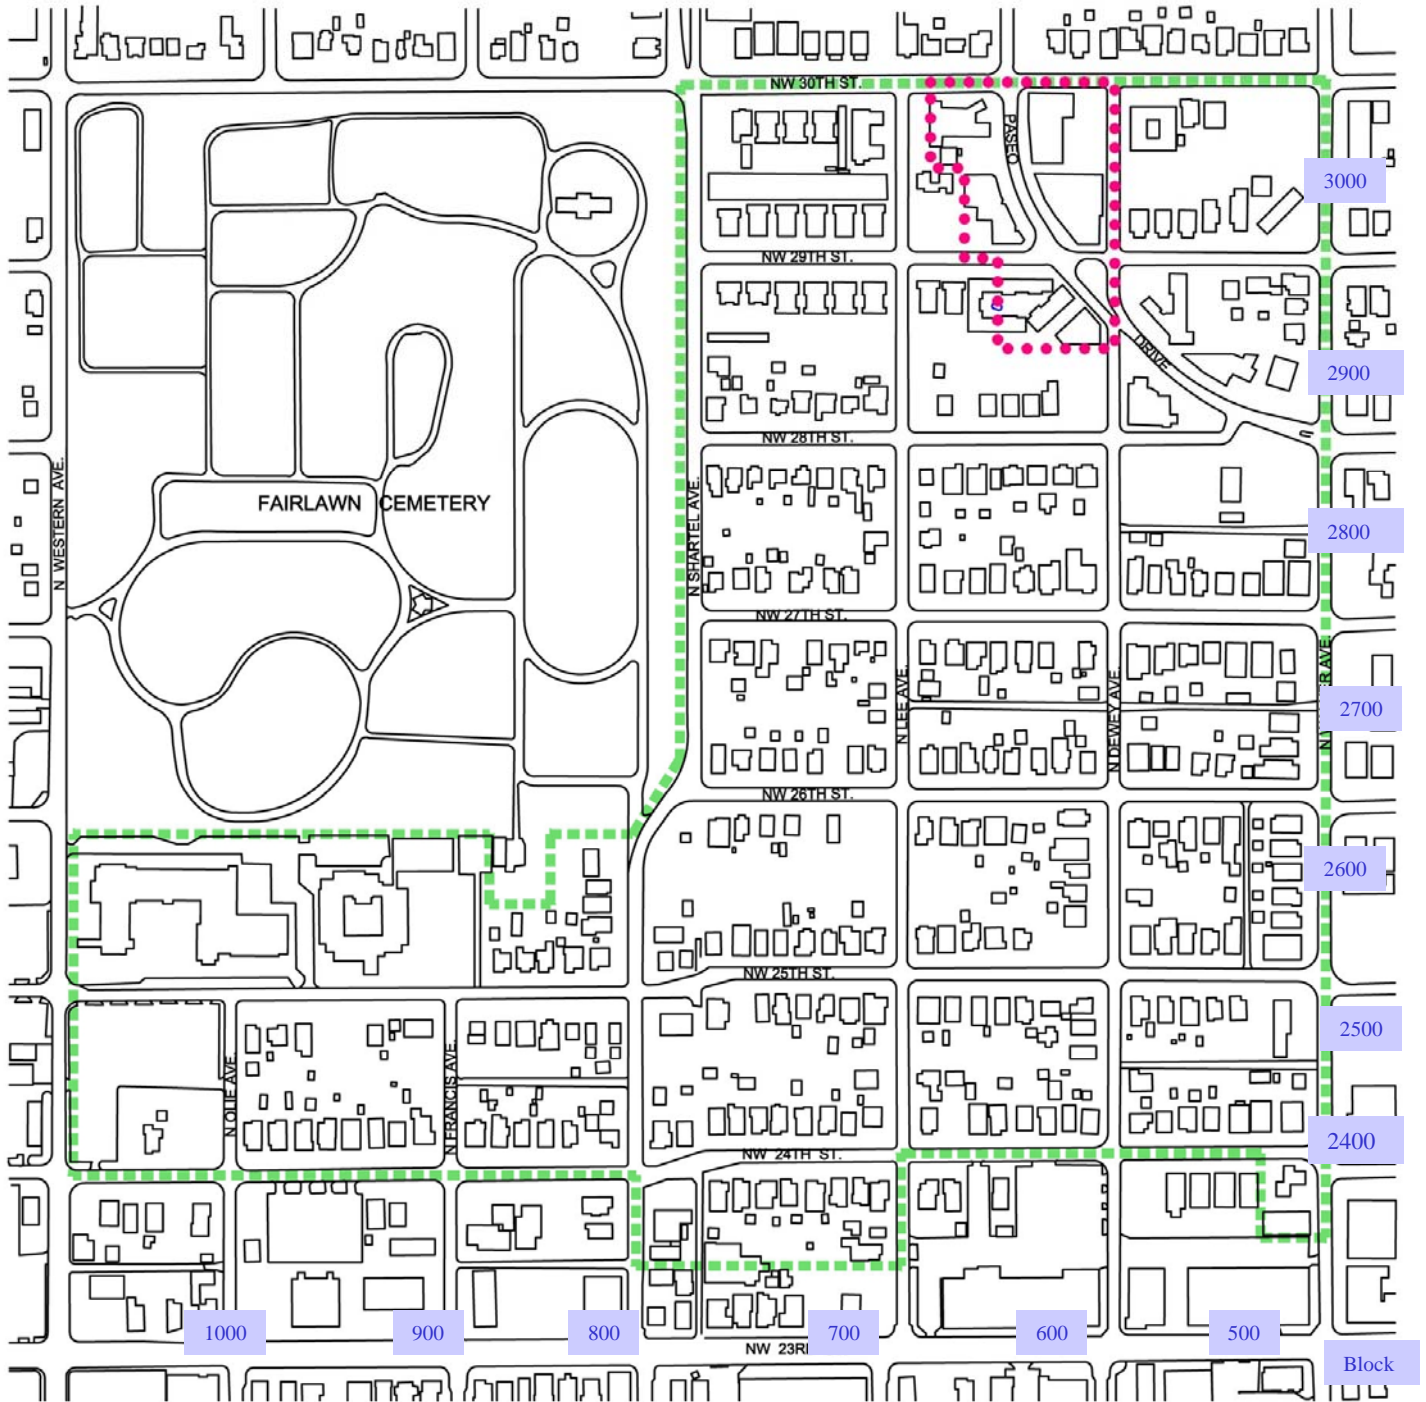 NW 30TH ST.
PASEO
3000
NW 29TH ST.
DRIVE
2900
NW 28TH ST.
N WESTERN AVE.
FAIRLAWN CEMETERY
N SHARTEL AVE.
2800
NW 27TH ST.
N LEE AVE.
N DEWEY AVE.
AVE.
2700
NW 26TH ST.
2600
NW 25TH ST.
2500
N OLIE AVE.
N FRANCIS AVE.
2400
NW 24TH ST.
1000
900
800
700
600
500
NW
Block